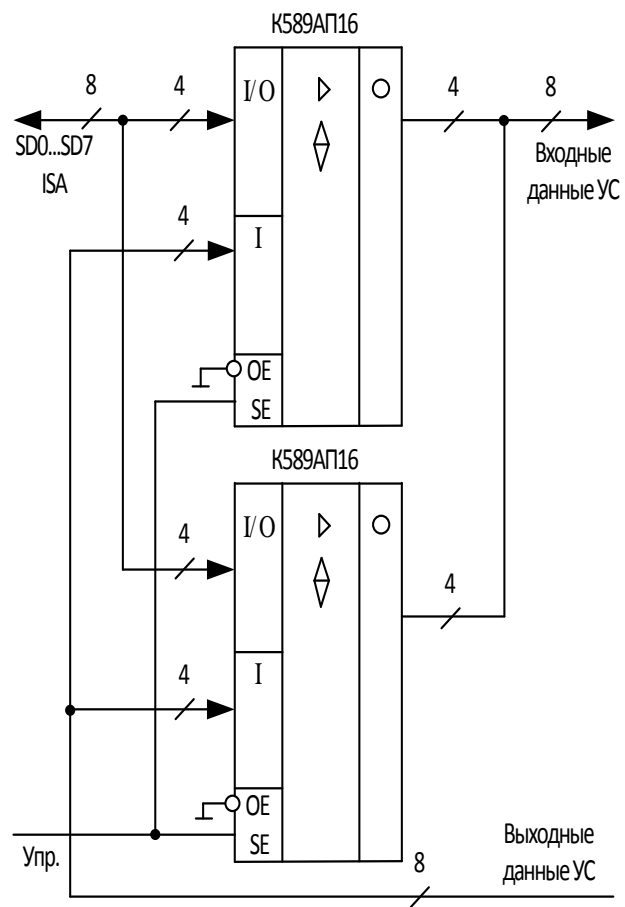 К589АП16
8
4
I/O
O
4
8
SD0...SD7
ISA
Входные
данные УС
4
I
OE
SE
К589АП16
4
I/O
O
4
4
I
OE
SE
Упр.
8
Выходные
данные УС